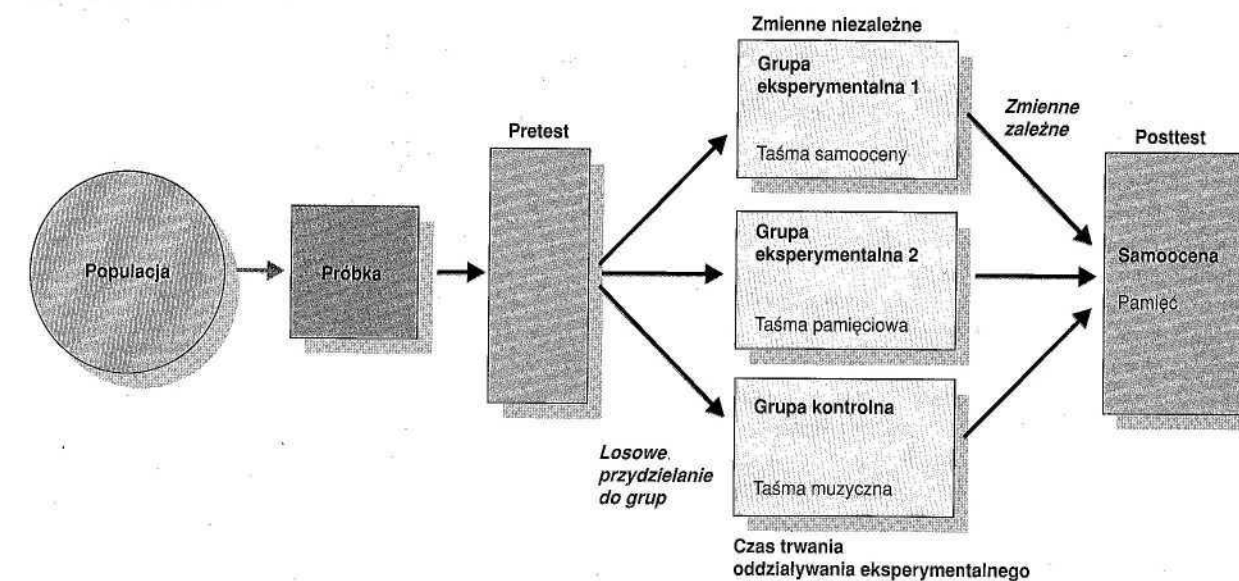 Populacja
Próbka
Pretest
Losowe
przydzielanie
do grup
Zmienne niezależne
Grupa
eksperymentalna 1
Taśma samooceny
Grupa
eksperymentalna 2
Taśma pamięciowa
Grupa kontrolna
Taśma muzyczna
Czas trwania
oddziaływania eksperymentalnego
Zmienne
zależne
Posttest
Samoocena
Pamięć